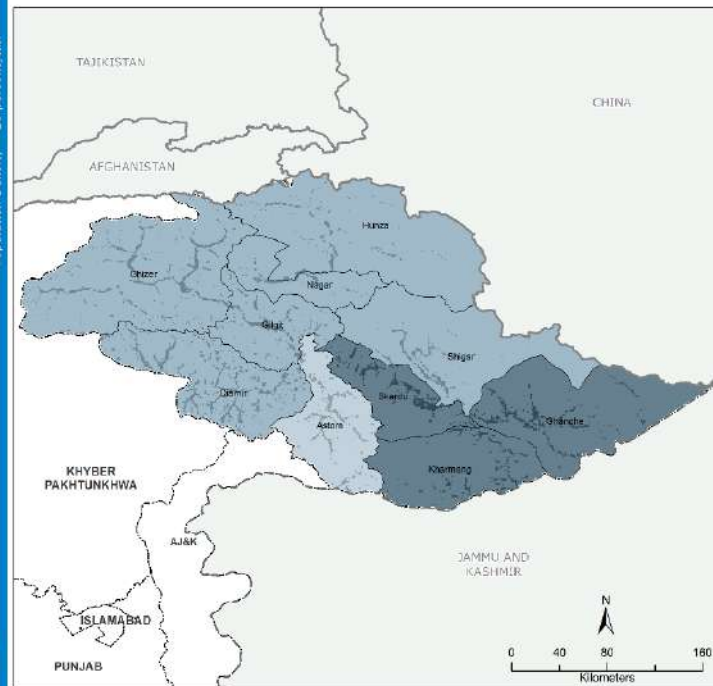 TAJIKISTAN
CHINA
AFGHANISTAN
Hunza
Ghizer
Nagar
Gilgit
Shigar
Diamir
Skardu
Ghanche
Astore
Kharmang
KHYBER
PAKHTUNKHWA
AJ&K
JAMMU AND
KASHMIR
ISLAMABAD
PUNJAB
N
0 40 80 160
Kilometers